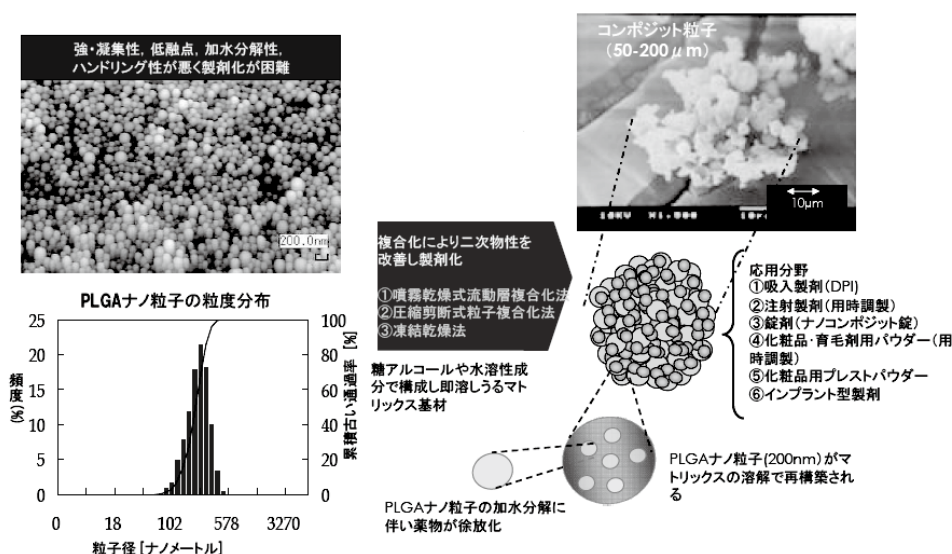 強・凝集性, 低融点, 加水分解性,
ハンドリング性が悪く製剤化が困難
200.0nm
PLGAナノ粒子の粒度分布
頻度(%)
25
20
15
10
5
0
累積古い通過率 [%]
100
80
60
40
20
0
0 18 102 578 3270
粒子径 [ナノメートル]
複合化により二次物性を
改善し製剤化
①噴霧乾燥式流動層複合化法
②圧縮剪断式粒子複合化法
③凍結乾燥法
糖アルコールや水溶性成
分で構成し即溶しうるマト
リックス基材
コンポジット粒子
(50-200μm)
10μm
応用分野
①吸入製剤(DPI)
②注射製剤(用時調製)
③錠剤(ナノコンポジット錠)
④化粧品・育毛剤用パウダー(用
時調製)
⑤化粧品用プレストパウダー
⑥インプラント型製剤
PLGAナノ粒子(200nm)がマ
トリックスの溶解で再構築され
る
PLGAナノ粒子の加水分解に
伴い薬物が徐放化